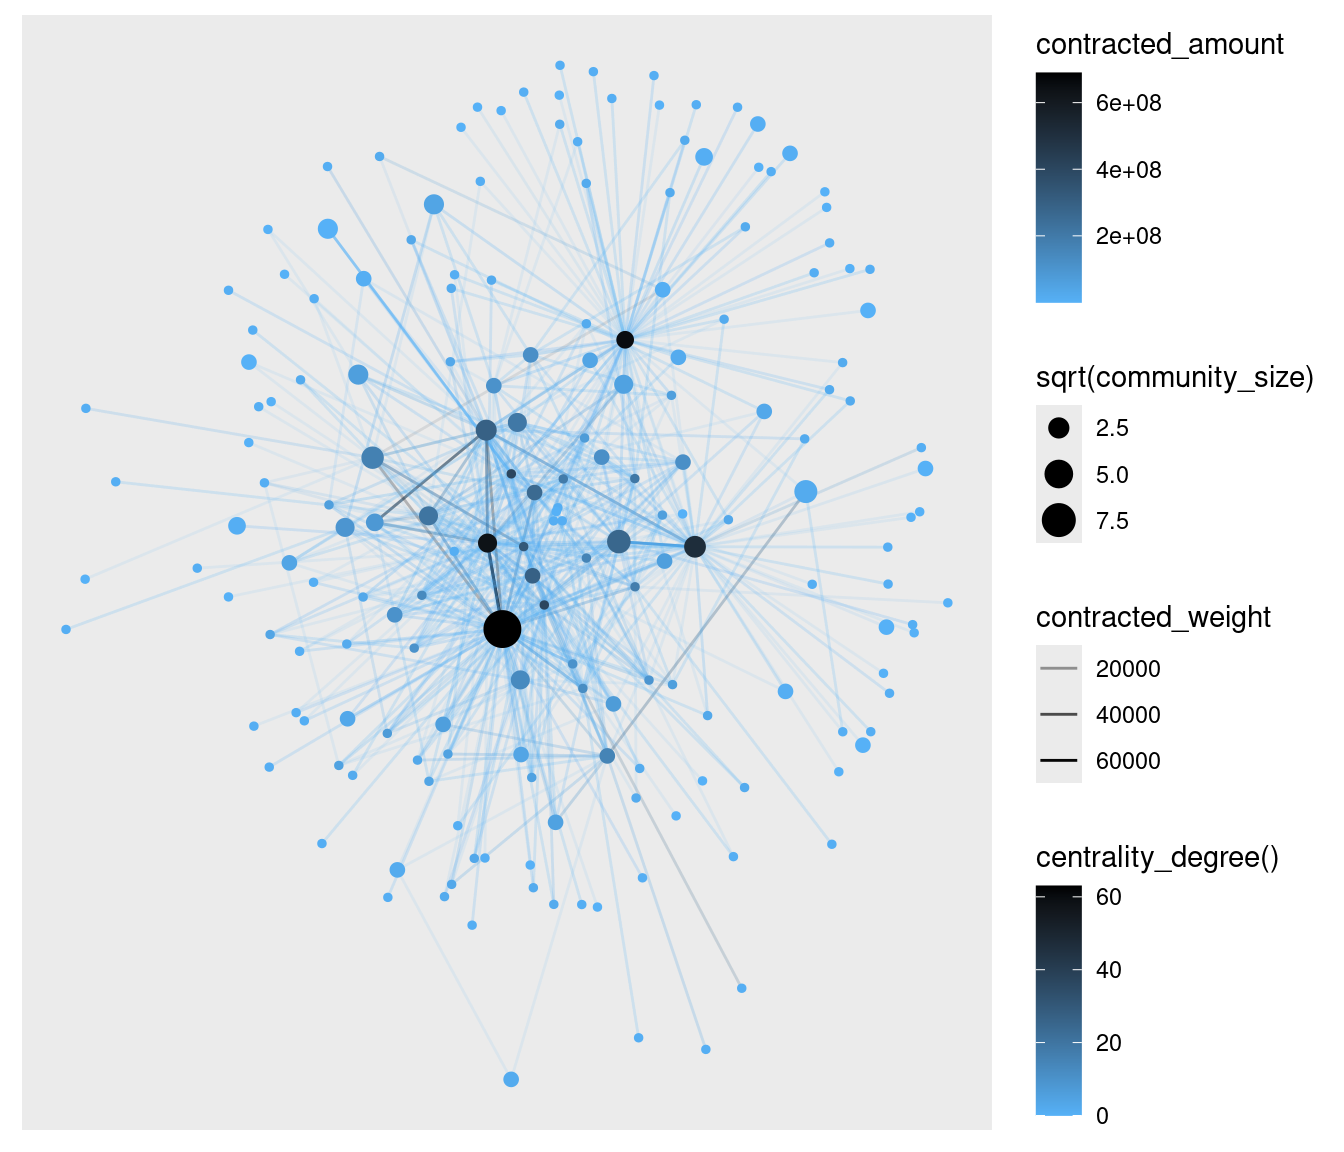 contracted_amount
6e+08
4e+08
2e+08
sqrt(community_size)
2.5
5.0
7.5
contracted_weight
20000
40000
60000
centrality_degree()
60
40
20
0